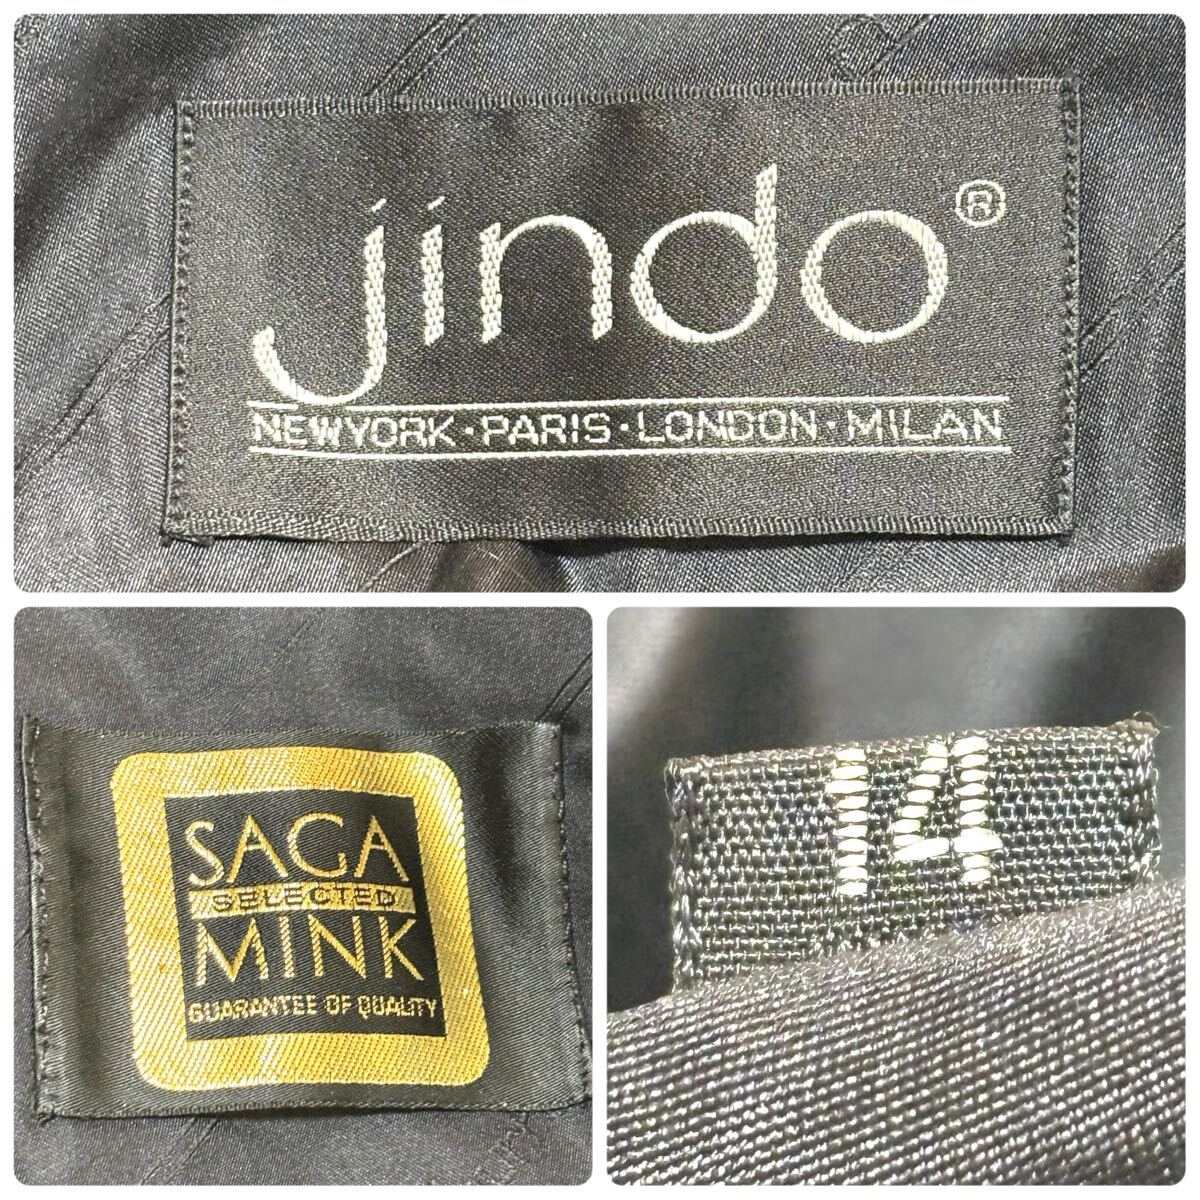 jindo®
NEWYORK·PARIS·LONDON·MILAN
SAGA
SELECTED
MINK
GUARANTEE OF QUALITY
14